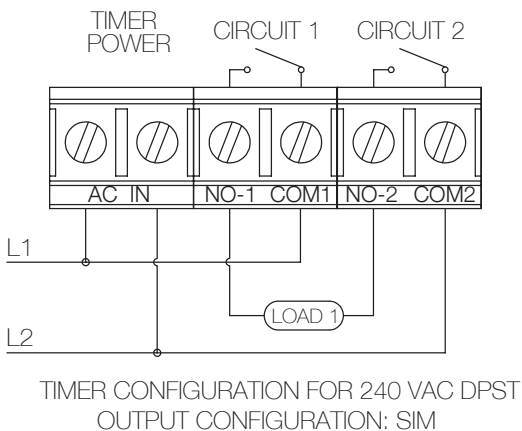 TIMER
POWER
CIRCUIT 1
CIRCUIT 2
AC IN
NO-1
COM1
NO-2
COM2
L1
LOAD 1
L2
TIMER CONFIGURATION FOR 240 VAC DPST
OUTPUT CONFIGURATION: SIM